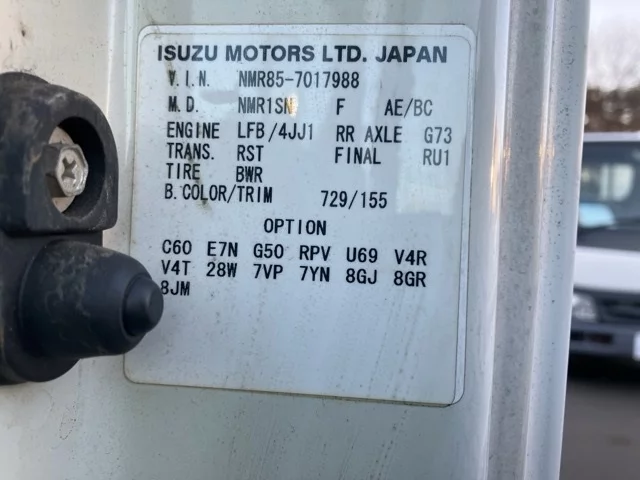 ISUZU MOTORS LTD. JAPAN
V.I.N. NMR85-7017988
M.D. NMR1SN F AE/BC
ENGINE LFB/4JJ1 RR AXLE G73
TRANS. RST FINAL RU1
TIRE BWR
B.COLOR/TRIM 729/155
OPTION
C60 E7N G50 RPV U69 V4R
V4T 28W 7VP 7YN 8GJ 8GR
8JM